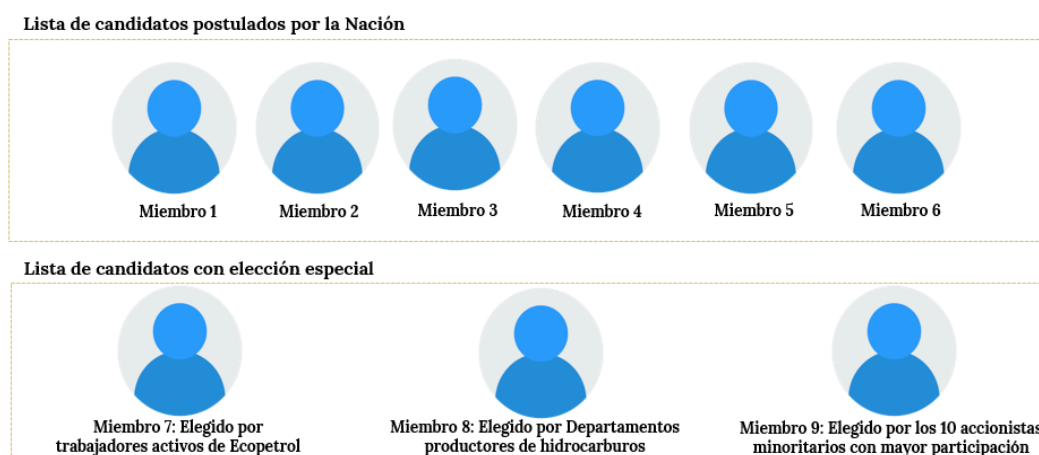 Lista de candidatos postulados por la Nación
Miembro 1
Miembro 2
Miembro 3
Miembro 4
Miembro 5
Miembro 6
Lista de candidatos con elección especial
Miembro 7: Elegido por
trabajadores activos de Ecopetrol
Miembro 8: Elegido por Departamentos
productores de hidrocarburos
Miembro 9: Elegido por los 10 accionistas
minoritarios con mayor participación